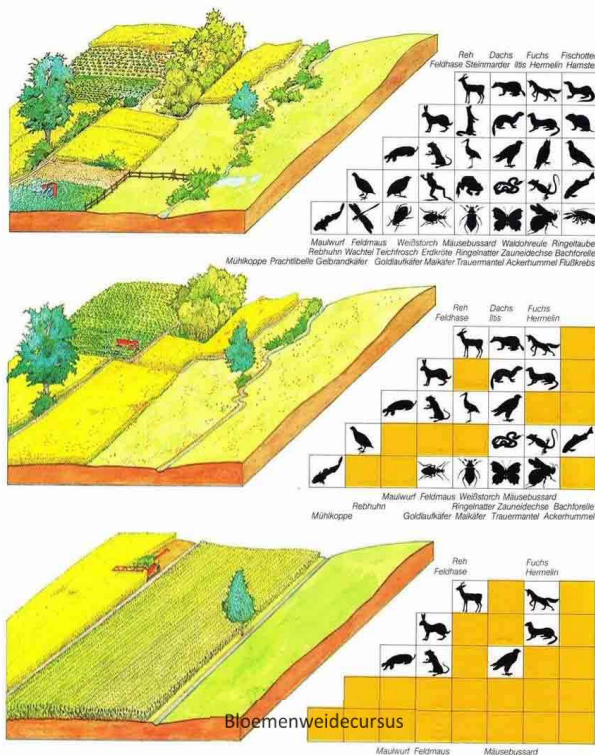 Reh Dachs Fuchs Fischotter
Feldhase Steinmarder Iltis Hermelin Hamster
Maulwurf Feldmaus Weißstorch Mäusebussard Waldohreule Ringeltaube
Rebhuhn Wachtel Teichfrosch Erdkröte Ringelnatter Zauneidechse Bachforelle
Mühlkoppe Prachtlibelle Gelbrandkäfer Goldlaufkäfer Maikäfer Trauermantel Ackerhummel Flußkrebs
Reh Dachs Fuchs
Feldhase Iltis Hermelin
Maulwurf Feldmaus Weißstorch Mäusebussard
Rebhuhn Ringelnatter Zauneidechse Bachforelle
Mühlkoppe Goldlaufkäfer Maikäfer Trauermantel Ackerhummel
Reh Fuchs
Feldhase Hermelin
Bloemenweidecursus
Maulwurf Feldmaus Mäusebussard